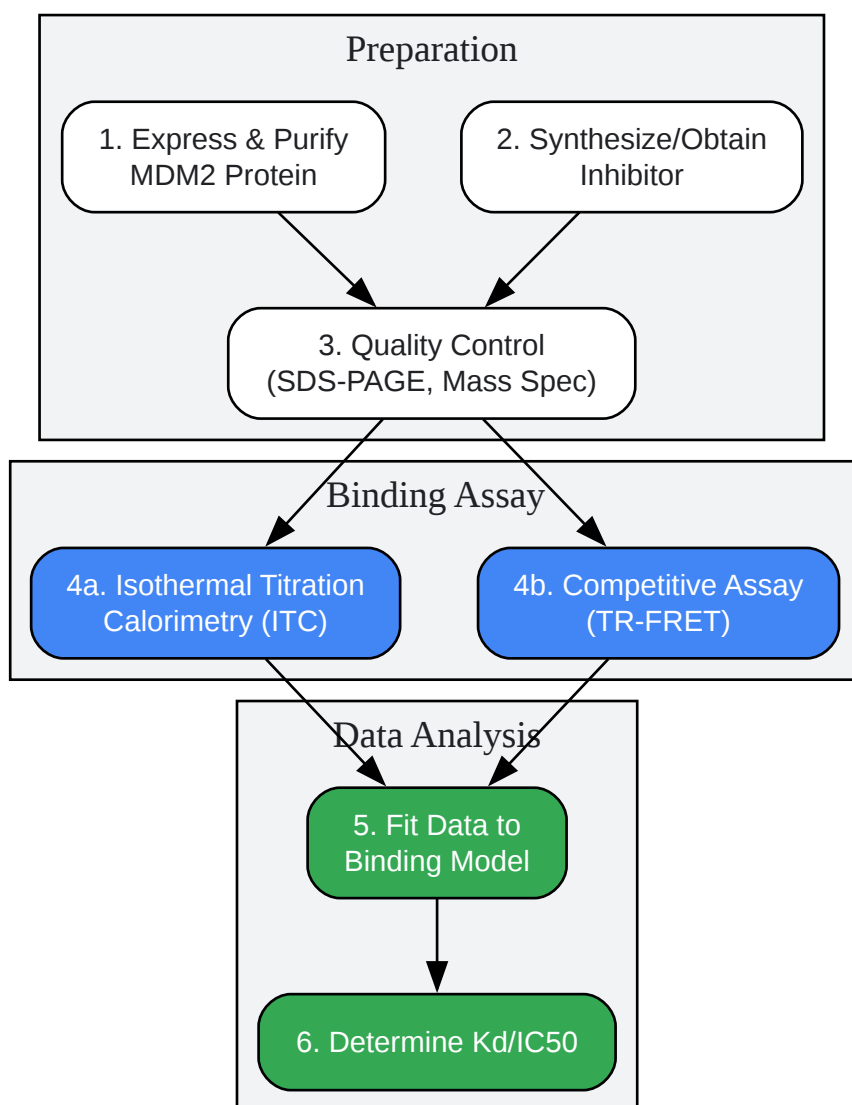 Preparation
1. Express & Purify
MDM2 Protein
2. Synthesize/Obtain
Inhibitor
3. Quality Control
(SDS-PAGE, Mass Spec)
Binding Assay
4a. Isothermal Titration
Calorimetry (ITC)
4b. Competitive Assay
(TR-FRET)
Data Analysis
5. Fit Data to
Binding Model
6. Determine Kd/IC50